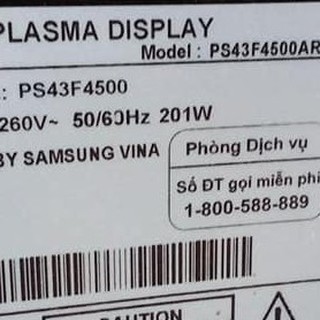 PLASMA DISPLAY
Model : PS43F4500AR
: PS43F4500
260V~ 50/60Hz 201W
BY SAMSUNG VINA
Phòng Dịch vụ
Số ĐT gọi miễn phí
1-800-588-889
CAUTION